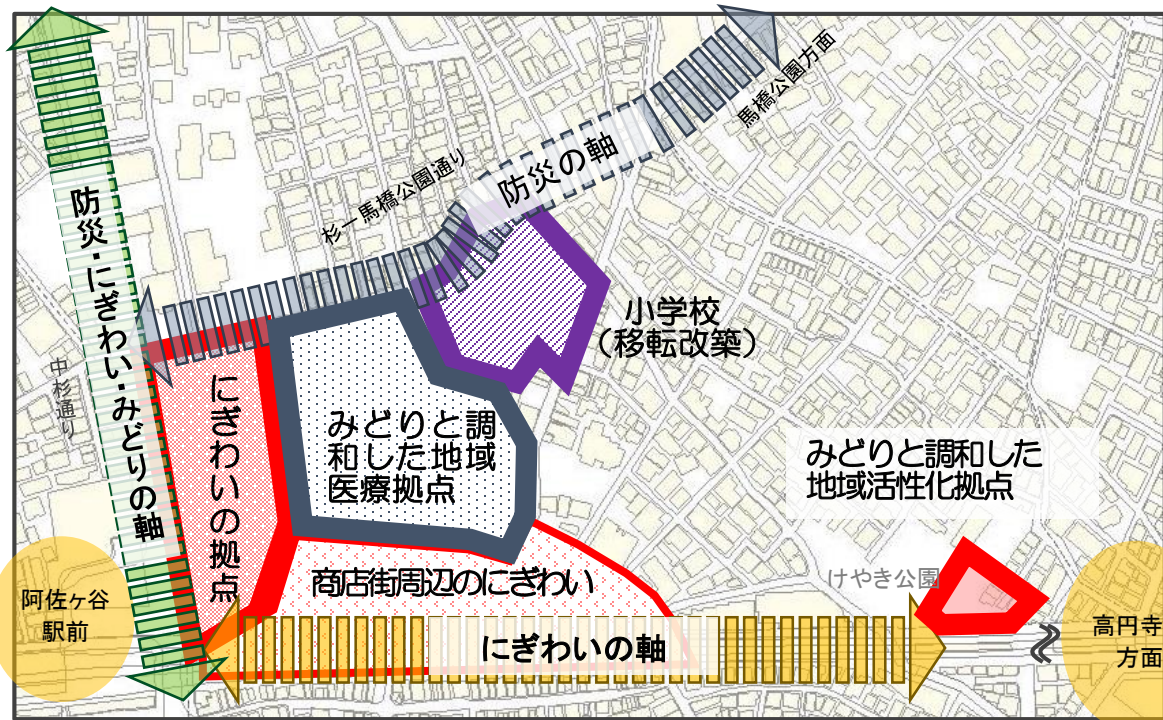 馬橋公園方面
防災の軸
杉一馬橋公園通り
防災・にぎわい・みどりの軸
中杉通り
小学校
（移転改築）
にぎわいの拠点
みどりと調
和した地域
医療拠点
みどりと調和した
地域活性化拠点
商店街周辺のにぎわい
けやき公園
阿佐ヶ谷
駅前
にぎわいの軸
高円寺
方面